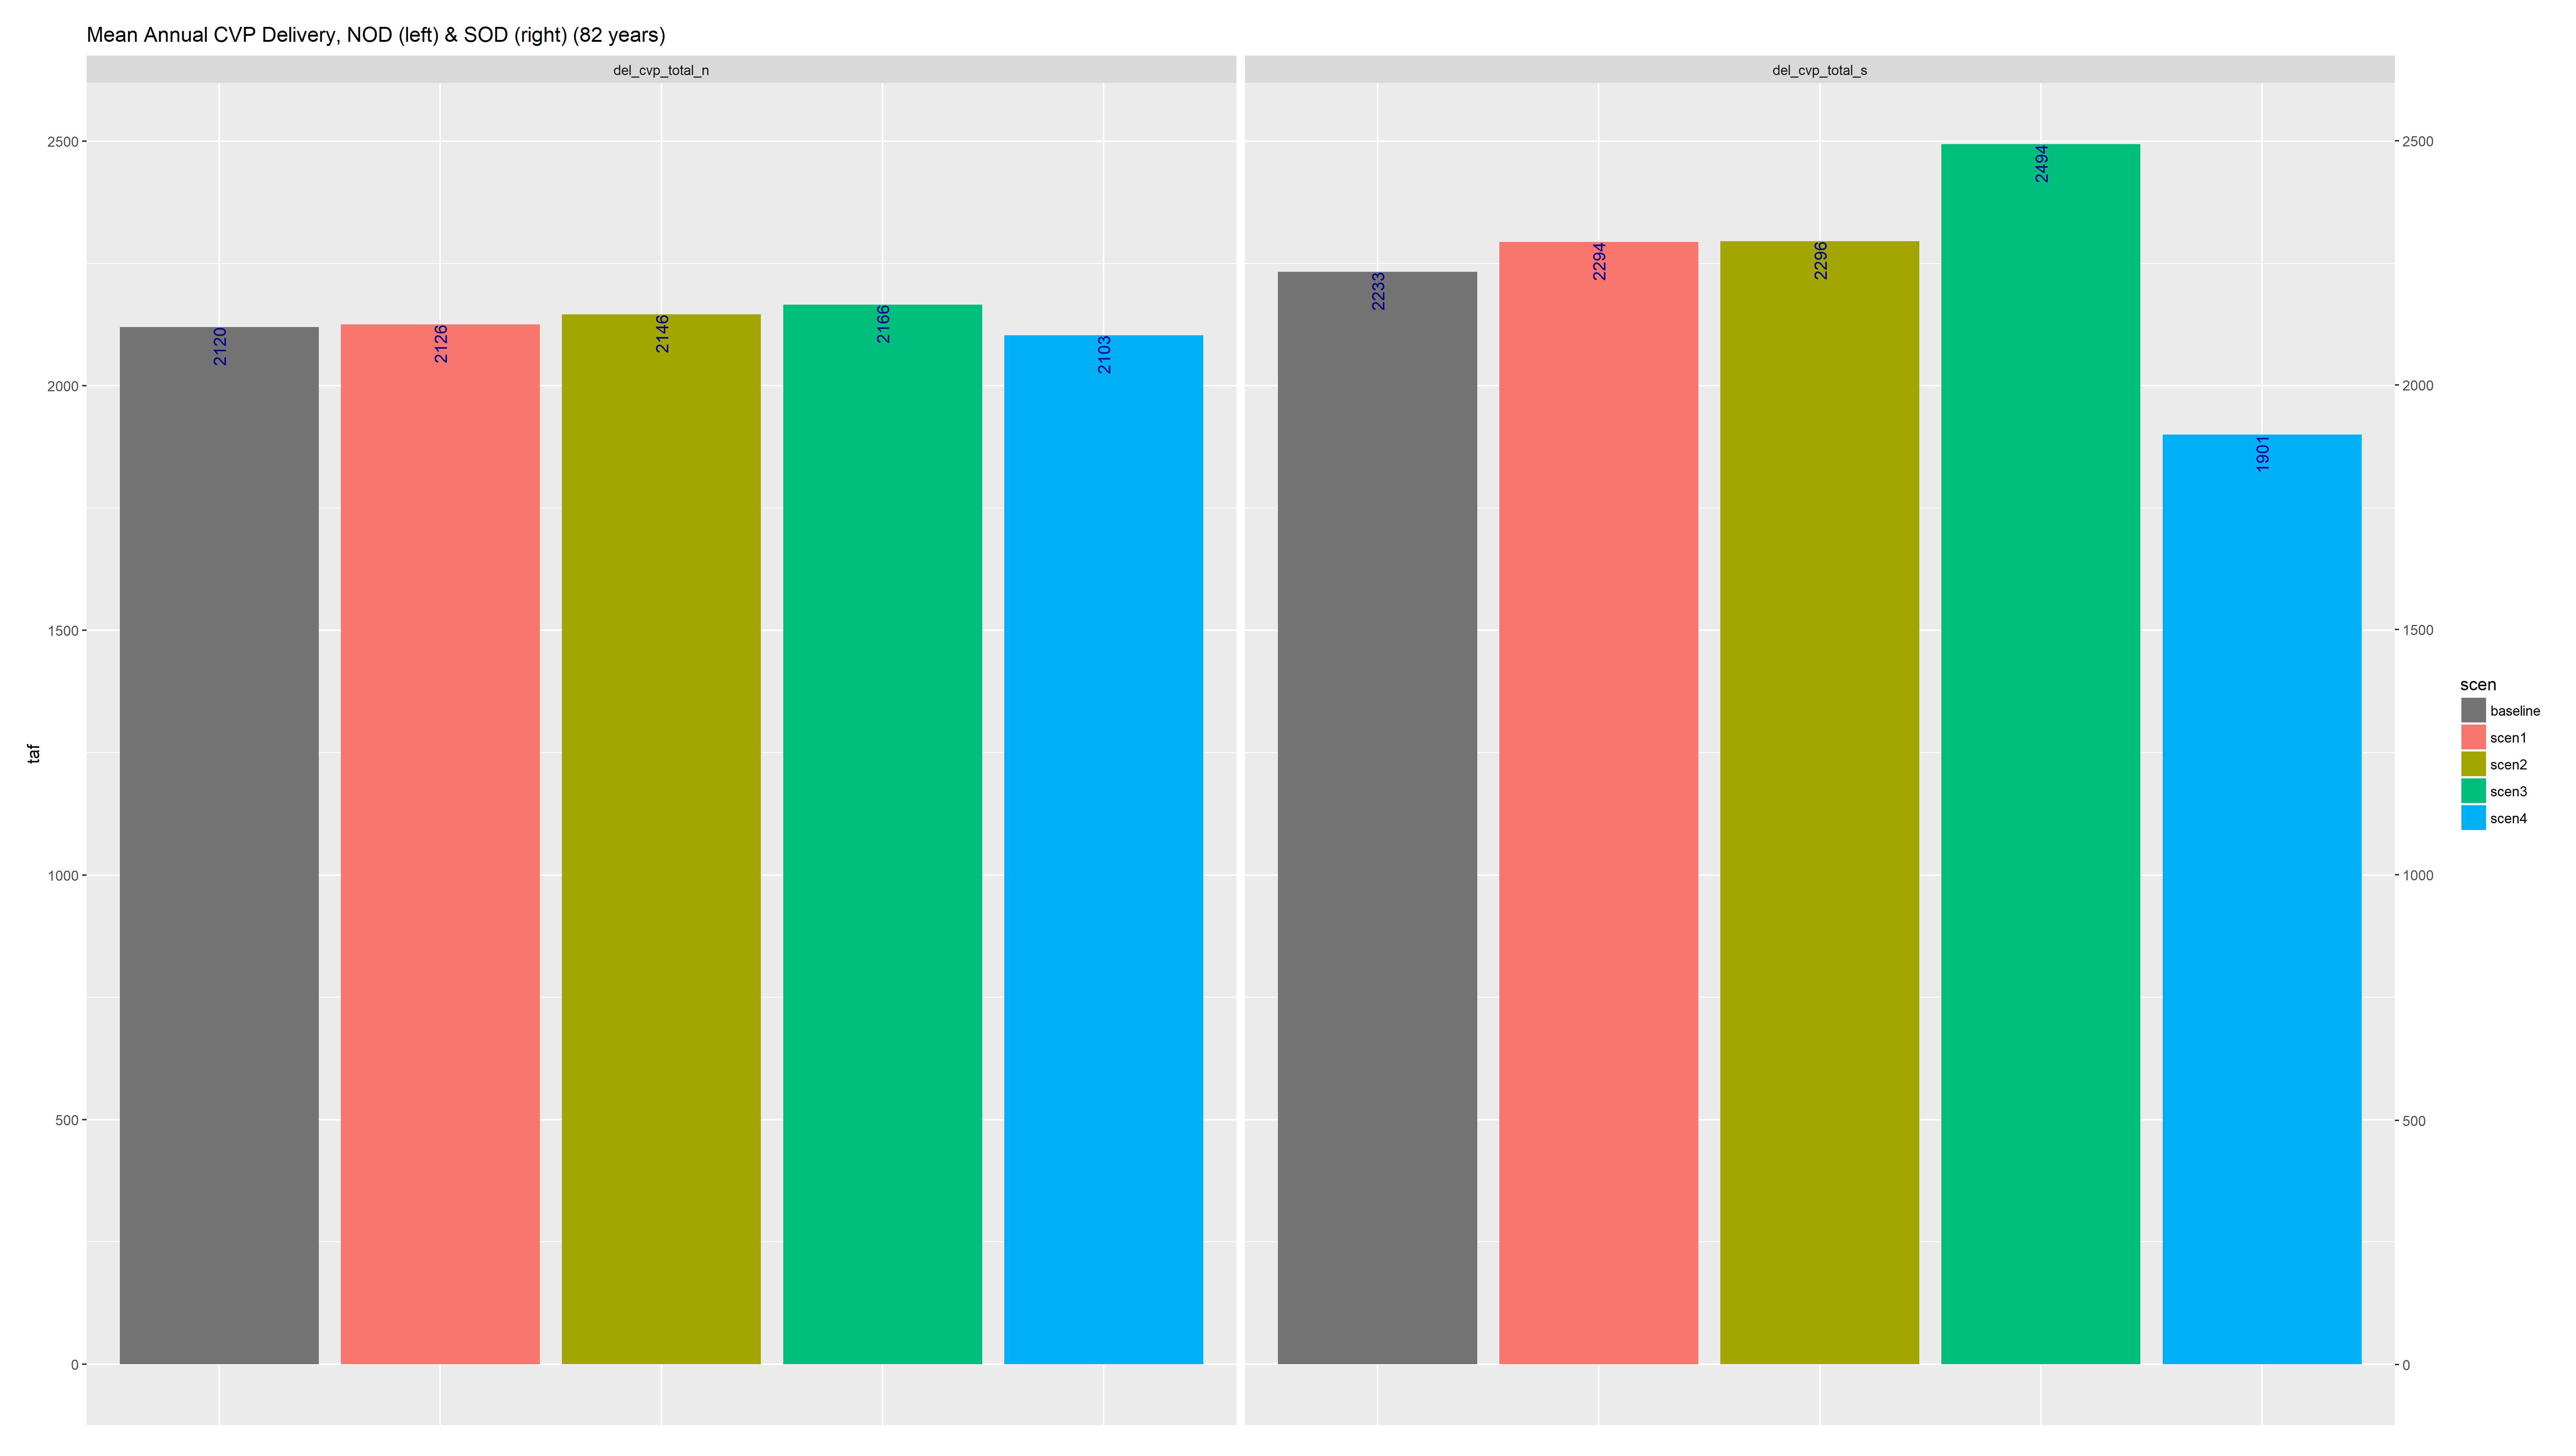 Mean Annual CVP Delivery, NOD (left) & SOD (right) (82 years)
del_cvp_total_n
del_cvp_total_s
taf
2500
2000
1500
1000
500
0
2120
2126
2146
2166
2103
2233
2294
2296
2494
1901
2500
2000
1500
1000
500
0
scen
baseline
scen1
scen2
scen3
scen4